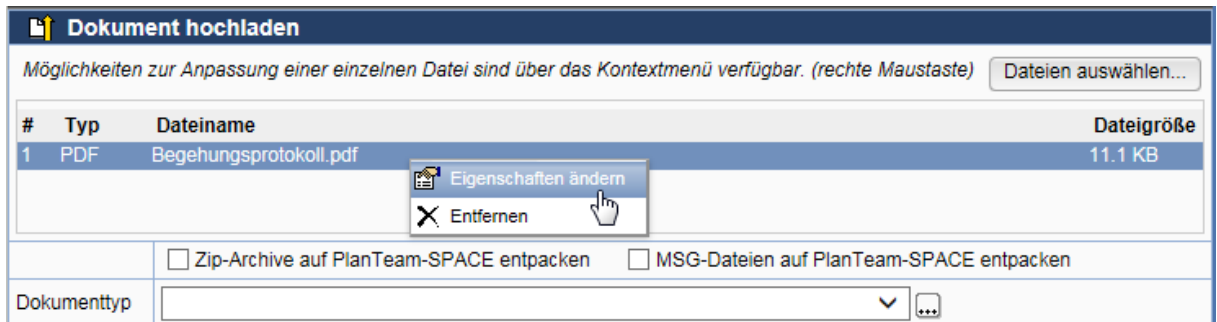 Dokument hochladen
Möglichkeiten zur Anpassung einer einzelnen Datei sind über das Kontextmenü verfügbar. (rechte Maustaste) Dateien auswählen...
# Typ Dateiname Dateigröße
1 PDF Begehungsprotokoll.pdf 11.1 KB
Eigenschaften ändern
Entfernen
Zip-Archive auf PlanTeam-SPACE entpacken MSG-Dateien auf PlanTeam-SPACE entpacken
Dokumenttyp ...